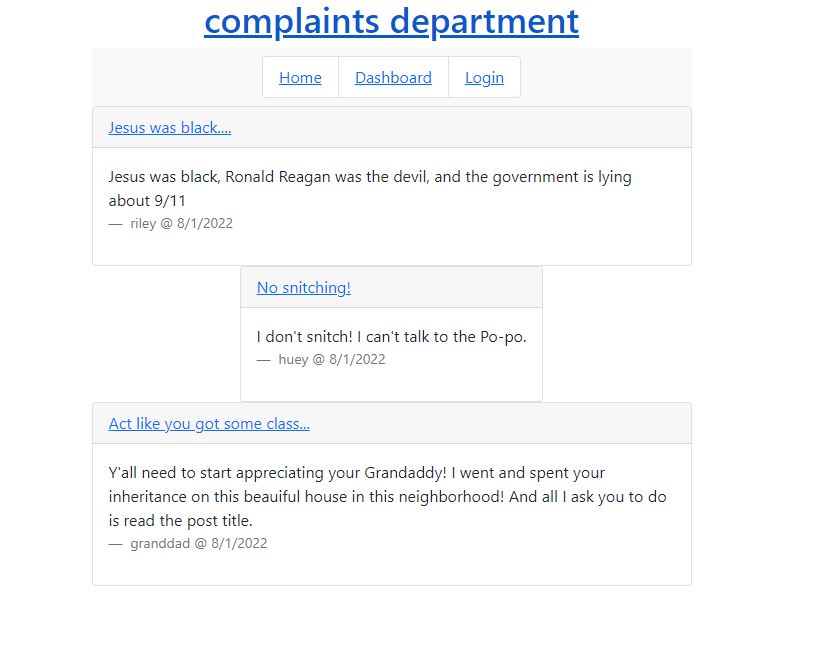 complaints department
Home Dashboard Login
Jesus was black....
Jesus was black, Ronald Reagan was the devil, and the government is lying
about 9/11
— riley @ 8/1/2022
No snitching!
I don't snitch! I can't talk to the Po-po.
— huey @ 8/1/2022
Act like you got some class...
Y'all need to start appreciating your Grandaddy! I went and spent your
inheritance on this beauiful house in this neighborhood! And all I ask you to do
is read the post title.
— granddad @ 8/1/2022